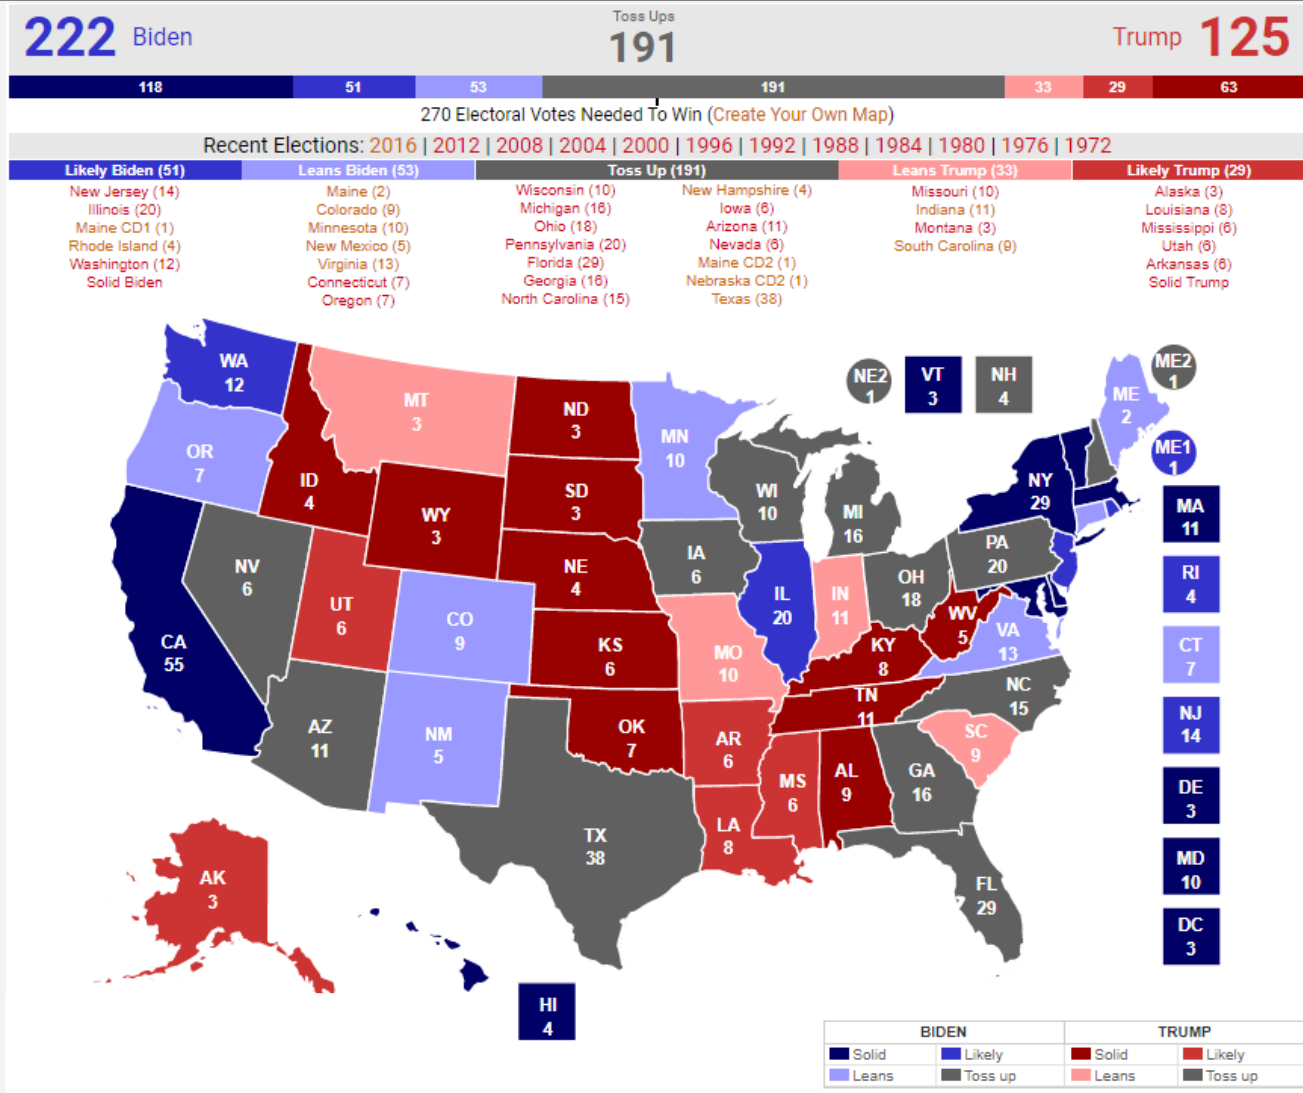 222 Biden Toss Ups Trump 125
191
118 51 53 191 33 29 63
270 Electoral Votes Needed To Win (Create Your Own Map)
Recent Elections: 2016 | 2012 | 2008 | 2004 | 2000 | 1996 | 1992 | 1988 | 1984 | 1980 | 1976 | 1972
Likely Biden (51)
New Jersey (14)
Illinois (20)
Maine CD1 (1)
Rhode Island (4)
Washington (12)
Solid Biden
Leans Biden (53)
Maine (2)
Colorado (9)
Minnesota (10)
New Mexico (5)
Virginia (13)
Connecticut (7)
Oregon (7)
Toss Up (191)
Wisconsin (10)
Michigan (16)
Ohio (18)
Pennsylvania (20)
Florida (29)
Georgia (16)
North Carolina (15)
New Hampshire (4)
Iowa (6)
Arizona (11)
Nevada (6)
Maine CD2 (1)
Nebraska CD2 (1)
Texas (38)
Leans Trump (33)
Missouri (10)
Indiana (11)
Montana (3)
South Carolina (9)
Likely Trump (29)
Alaska (3)
Louisiana (8)
Mississippi (6)
Utah (6)
Arkansas (6)
Solid Trump
WA
12
OR
7
CA
55
NV
6
ID
4
MT
3
WY
3
UT
6
AZ
11
CO
9
NM
5
ND
3
SD
3
NE
4
KS
6
OK
7
TX
38
MN
10
IA
6
MO
10
AR
6
LA
8
WI
10
IL
20
MI
16
IN
11
OH
18
KY
8
TN
11
MS
6
AL
9
GA
16
FL
29
SC
9
NC
15
VA
13
WV
5
PA
20
NY
29
NE2
1
VT
3
NH
4
ME
2
ME2
1
ME1
1
MA
11
RI
4
CT
7
NJ
14
DE
3
MD
10
DC
3
AK
3
HI
4
BIDEN TRUMP
Solid Likely Solid Likely
Leans Toss up Leans Toss up